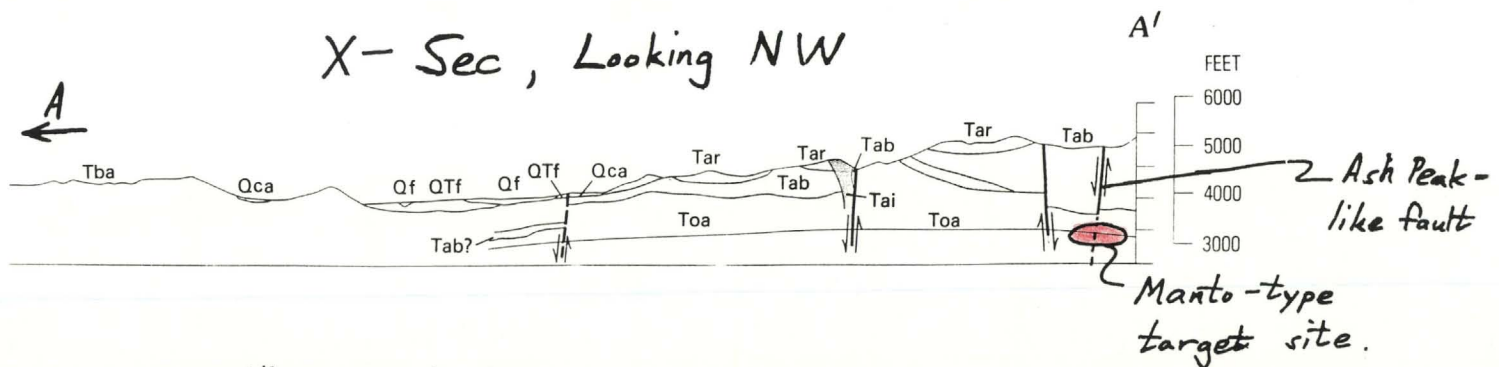 X-Sec, Looking NW
A'
A
FEET
6000
5000
4000
3000
Tba
Qca
Qf
QTf
Qf
QTf
Qca
Tar
Tar
Tab
Tar
Tab
Tab
Tai
Toa
Toa
Tab?
Ash Peak-
like fault
Manto-type
target site.